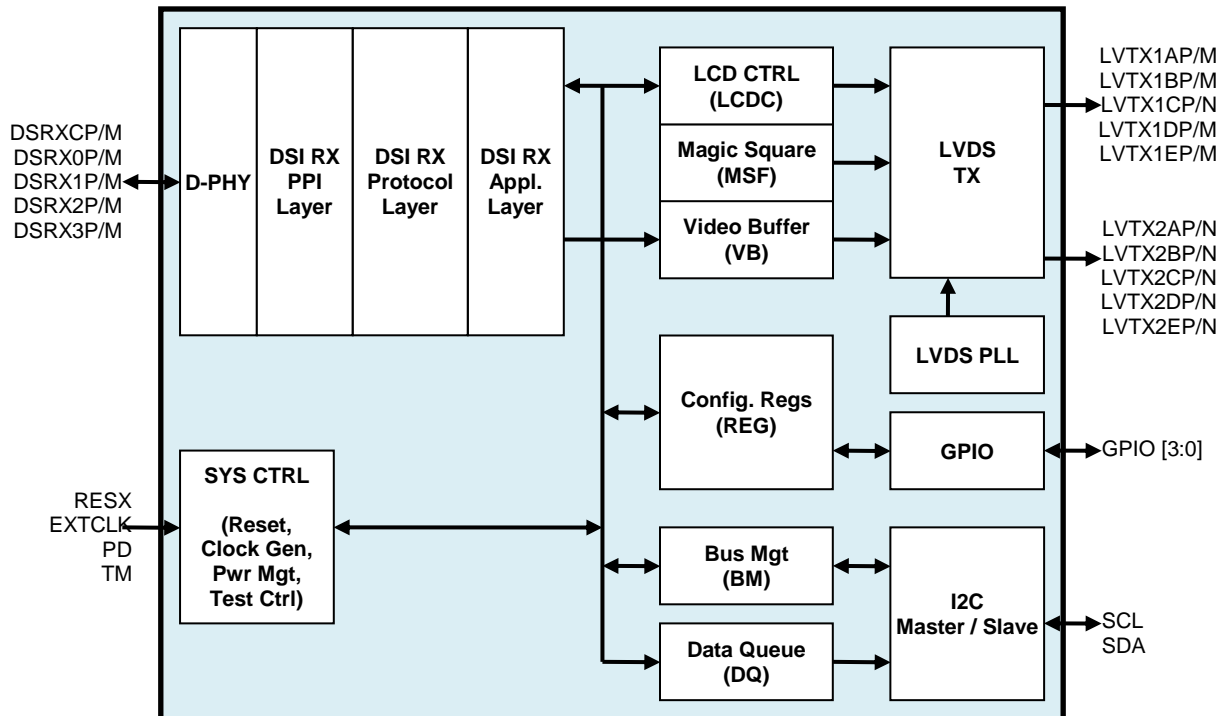 DSRXCP/M
DSRX0P/M
DSRX1P/M
DSRX2P/M
DSRX3P/M
D-PHY
DSI RX
PPI
Layer
DSI RX
Protocol
Layer
DSI RX
Appl.
Layer
LCD CTRL
(LCDC)
Magic Square
(MSF)
Video Buffer
(VB)
LVDS
TX
LVTX1AP/M
LVTX1BP/M
LVTX1CP/N
LVTX1DP/M
LVTX1EP/M
LVTX2AP/N
LVTX2BP/N
LVTX2CP/N
LVTX2DP/N
LVTX2EP/N
LVDS PLL
Config. Regs
(REG)
GPIO
GPIO [3:0]
RESX
EXTCLK
PD
TM
SYS CTRL
(Reset,
Clock Gen,
Pwr Mgt,
Test Ctrl)
Bus Mgt
(BM)
Data Queue
(DQ)
I2C
Master / Slave
SCL
SDA